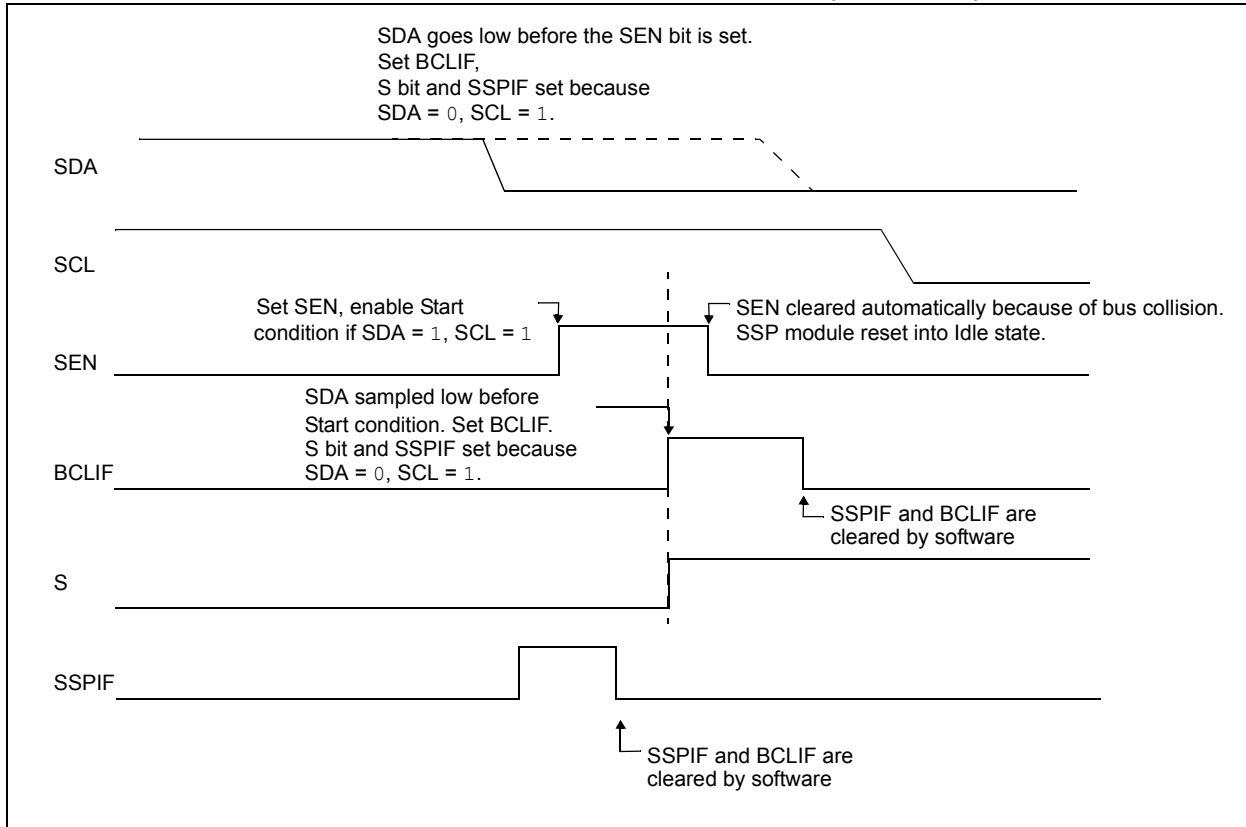 SDA goes low before the SEN bit is set.
Set BCLIF,
S bit and SSPIF set because
SDA = 0, SCL = 1.
SDA
SCL
Set SEN, enable Start
condition if SDA = 1, SCL = 1
SEN cleared automatically because of bus collision.
SSP module reset into Idle state.
SEN
SDA sampled low before
Start condition. Set BCLIF.
S bit and SSPIF set because
SDA = 0, SCL = 1.
BCLIF
SSPIF and BCLIF are
cleared by software
S
SSPIF
SSPIF and BCLIF are
cleared by software